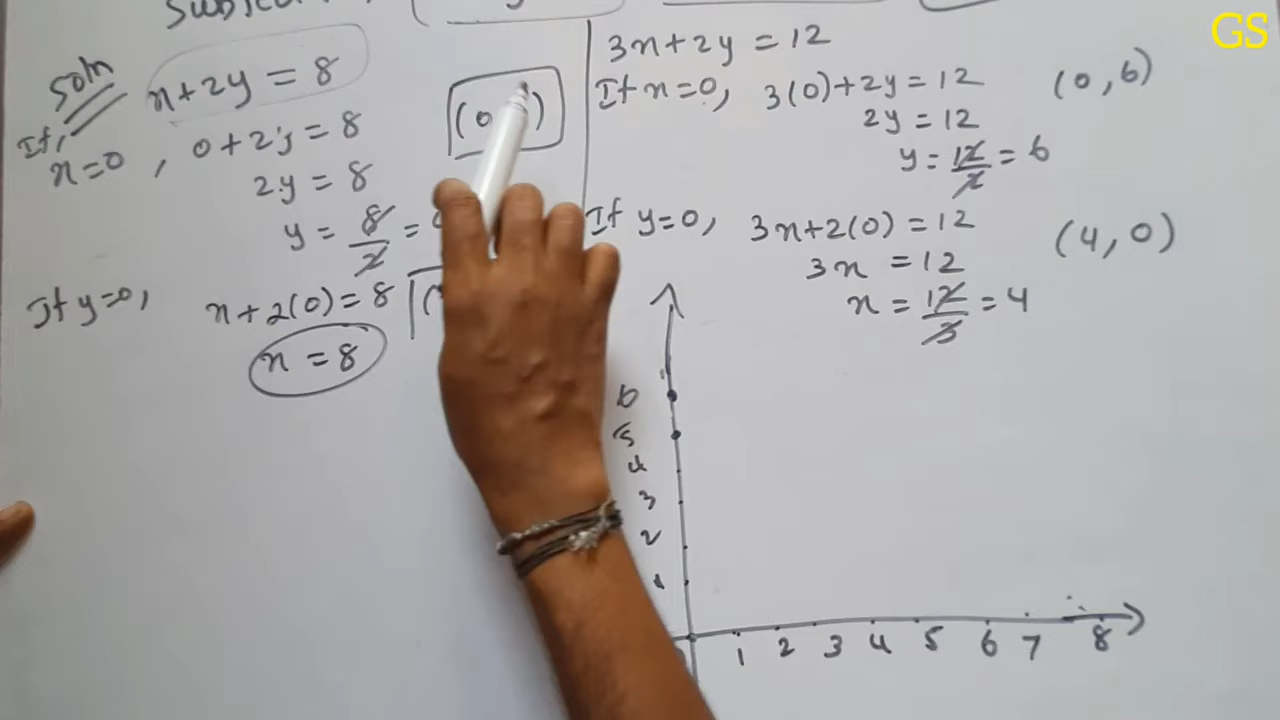 GS
Soln
x+2y = 8
If,
x=0, 0+2y = 8
2y = 8
y = 8/2 =
(0
If y=0,
x+2(0) = 8
x = 8
3x+2y = 12
If x=0, 3(0)+2y = 12
(0,6)
2y = 12
y = 12/2 = 6
If y=0, 3x+2(0) = 12
(4,0)
3x = 12
x = 12/3 = 4
6
5
4
3
2
1
1 2 3 4 5 6 7 8